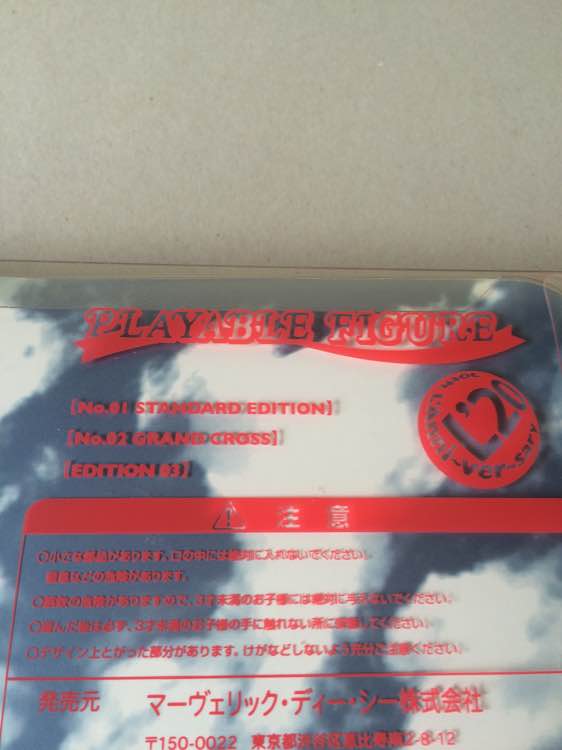 PLAYABLE FIGURE
【No.01 STANDARD EDITION】
【No.02 GRAND CROSS】
【EDITION 03】
L'20
⚠ 注意
○小さな部品があります。口の中には絶対に入れないでください。
窒息などの危険があります。
○誤飲の危険がありますので、3才未満のお子様には絶対に与えないでください。
○遊んだ後は必ず、3才未満のお子様の手に触れない所に保管してください。
○デザイン上とがった部分があります。けがなどしないよう充分ご注意ください。
発売元 マーヴェリック・ディー・シー株式会社
〒150-0022 東京都渋谷区恵比寿南2-8-12